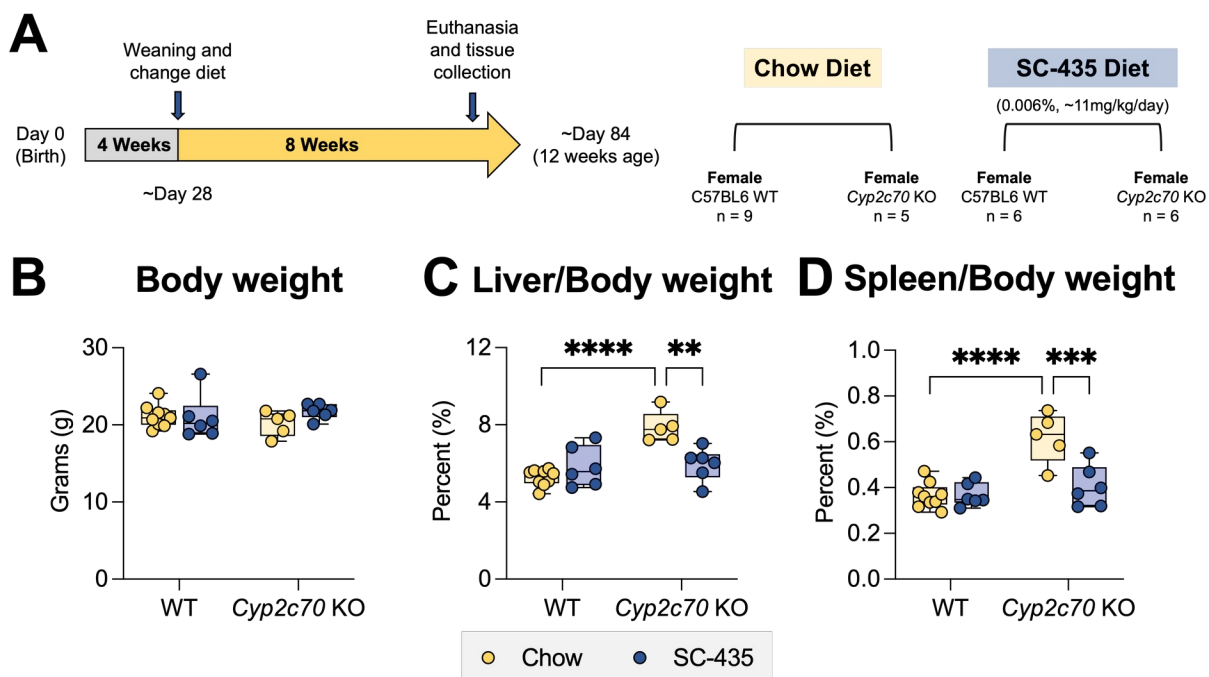 A
Weaning and
change diet
Euthanasia
and tissue
collection
Day 0
(Birth)
4 Weeks
8 Weeks
~Day 84
(12 weeks age)
~Day 28
Chow Diet
SC-435 Diet
(0.006%, ~11mg/kg/day)
Female
C57BL6 WT
n = 9
Female
Cyp2c70 KO
n = 5
Female
C57BL6 WT
n = 6
Female
Cyp2c70 KO
n = 6
B Body weight
30
20
10
0
Grams (g)
WT
Cyp2c70 KO
C Liver/Body weight
12
8
4
0
Percent (%)
****
**
WT
Cyp2c70 KO
D Spleen/Body weight
1.0
0.8
0.6
0.4
0.2
0.0
Percent (%)
****
***
WT
Cyp2c70 KO
Chow
SC-435